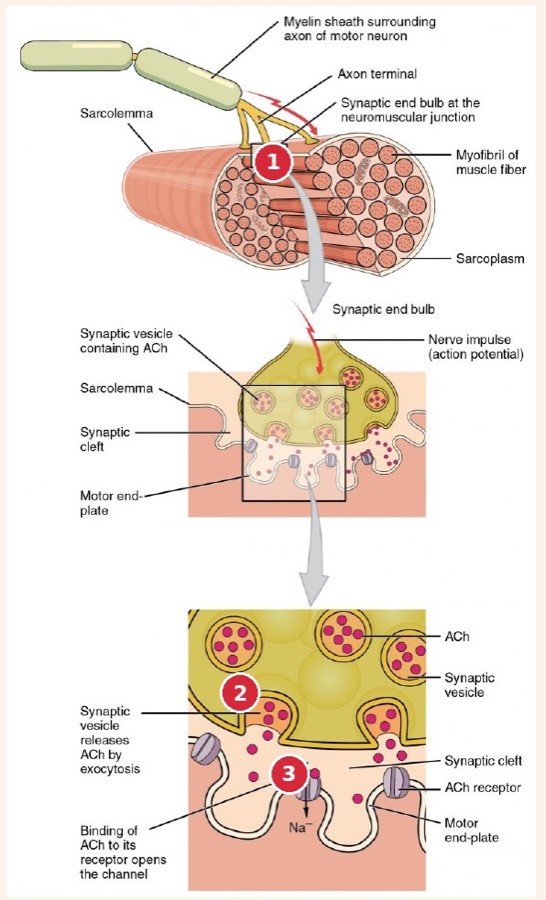 Myelin sheath surrounding
axon of motor neuron
Axon terminal
Synaptic end bulb at the
neuromuscular junction
Sarcolemma
1
Myofibril of
muscle fiber
Sarcoplasm
Synaptic end bulb
Synaptic vesicle
containing ACh
Nerve impulse
(action potential)
Sarcolemma
Synaptic
cleft
Motor end-
plate
ACh
Synaptic
vesicle
2
Synaptic
vesicle
releases
ACh by
exocytosis
3
Synaptic cleft
ACh receptor
Na⁻
Motor
end-plate
Binding of
ACh to its
receptor opens
the channel